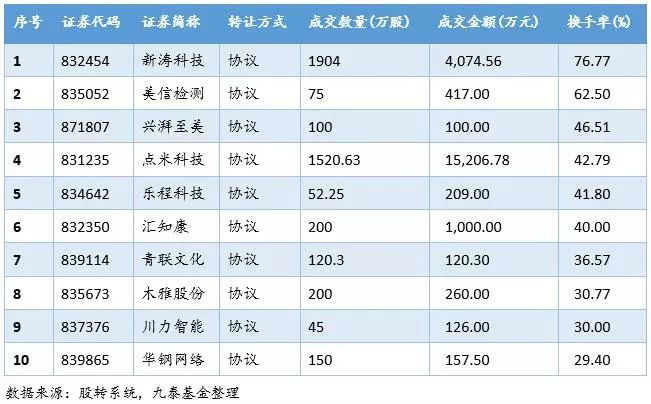 序号 证券代码 证券简称 转让方式 成交数量(万股) 成交金额(万元) 换手率(%)
1 832454 新涛科技 协议 1904 4,074.56 76.77
2 835052 美信检测 协议 75 417.00 62.50
3 871807 兴湃至美 协议 100 100.00 46.51
4 831235 点米科技 协议 1520.63 15,206.78 42.79
5 834642 乐程科技 协议 52.25 209.00 41.80
6 832350 汇知康 协议 200 1,000.00 40.00
7 839114 青联文化 协议 120.3 120.30 36.57
8 835673 木雅股份 协议 200 260.00 30.77
9 837376 川力智能 协议 45 126.00 30.00
10 839865 华钢网络 协议 150 157.50 29.40
数据来源：股转系统，九泰基金整理